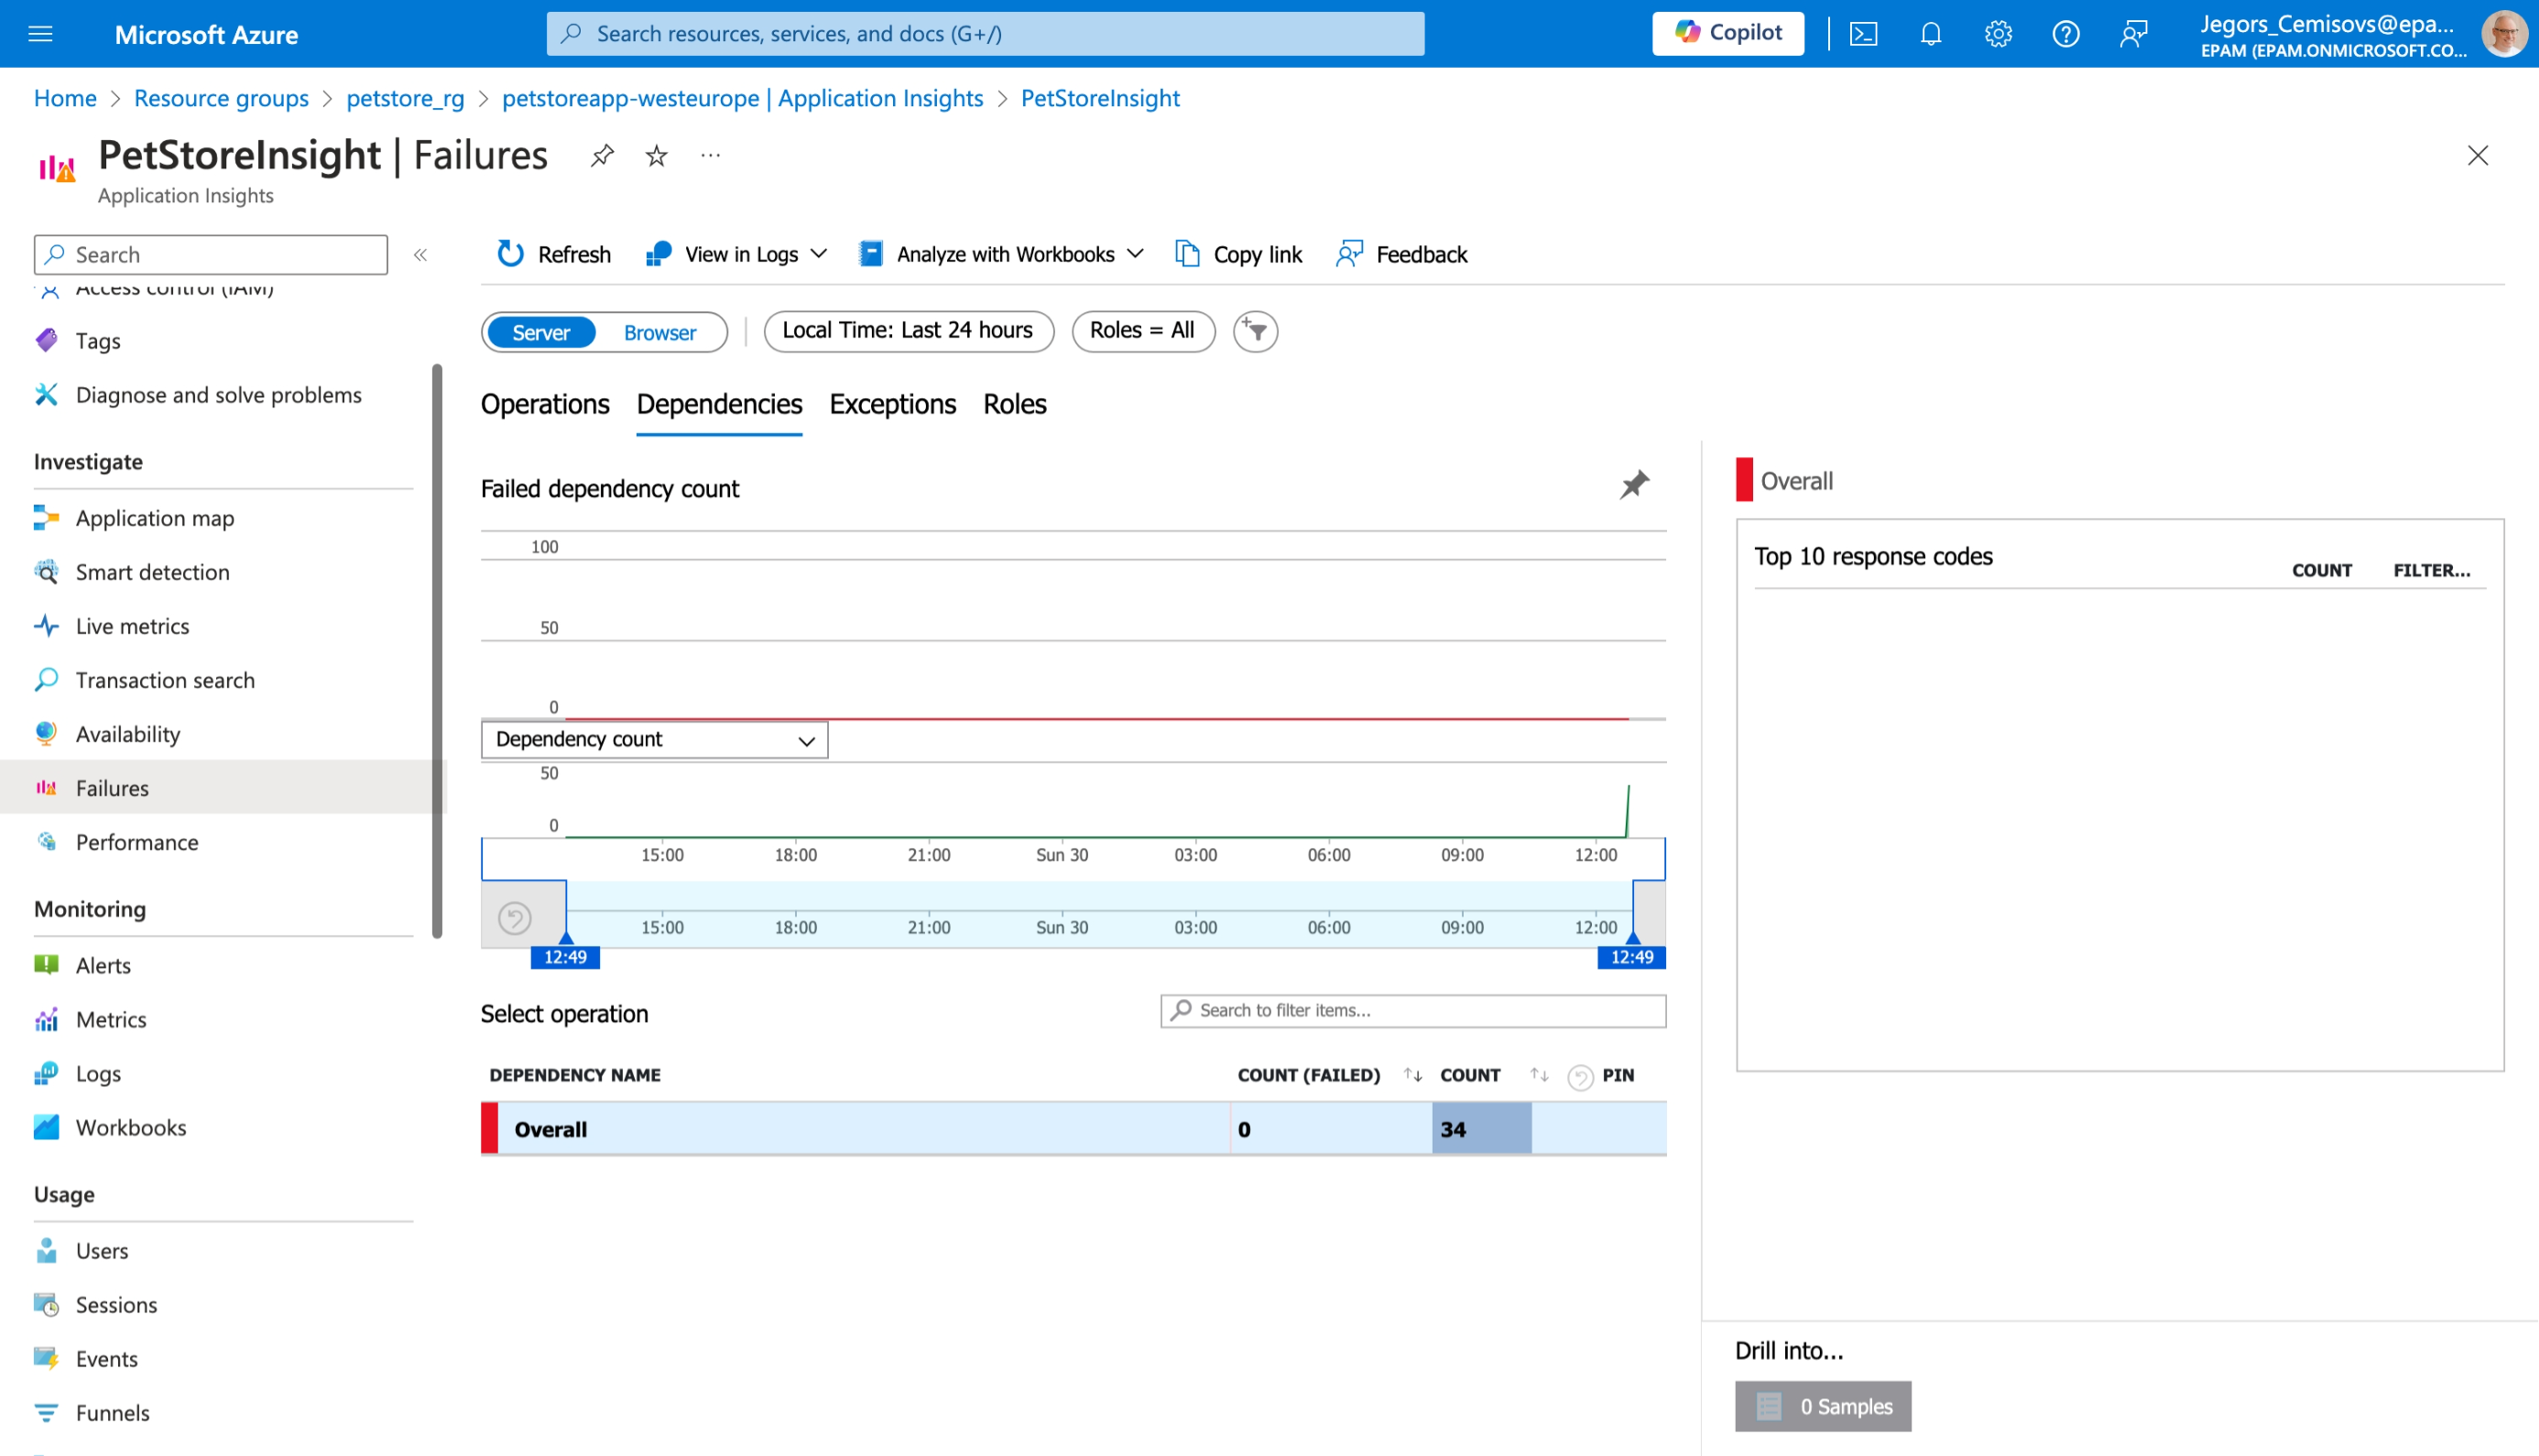 Microsoft Azure
Search resources, services, and docs (G+/)
Copilot
Jegors_Cemisovs@epa...
EPAM (EPAM.ONMICROSOFT.CO...
Home > Resource groups > petstore_rg > petstoreapp-westeurope | Application Insights > PetStoreInsight
PetStoreInsight | Failures
Application Insights
Search
Access control (IAM)
Tags
Diagnose and solve problems
Investigate
Application map
Smart detection
Live metrics
Transaction search
Availability
Failures
Performance
Monitoring
Alerts
Metrics
Logs
Workbooks
Usage
Users
Sessions
Events
Funnels
Refresh
View in Logs
Analyze with Workbooks
Copy link
Feedback
Server
Browser
Local Time: Last 24 hours
Roles = All
Operations
Dependencies
Exceptions
Roles
Failed dependency count
100
50
0
Dependency count
50
0
15:00 18:00 21:00 Sun 30 03:00 06:00 09:00 12:00
15:00 18:00 21:00 Sun 30 03:00 06:00 09:00 12:00
12:49 12:49
Select operation
Search to filter items...
DEPENDENCY NAME COUNT (FAILED) COUNT PIN
Overall 0 34
Overall
Top 10 response codes
COUNT FILTER...
Drill into...
0 Samples